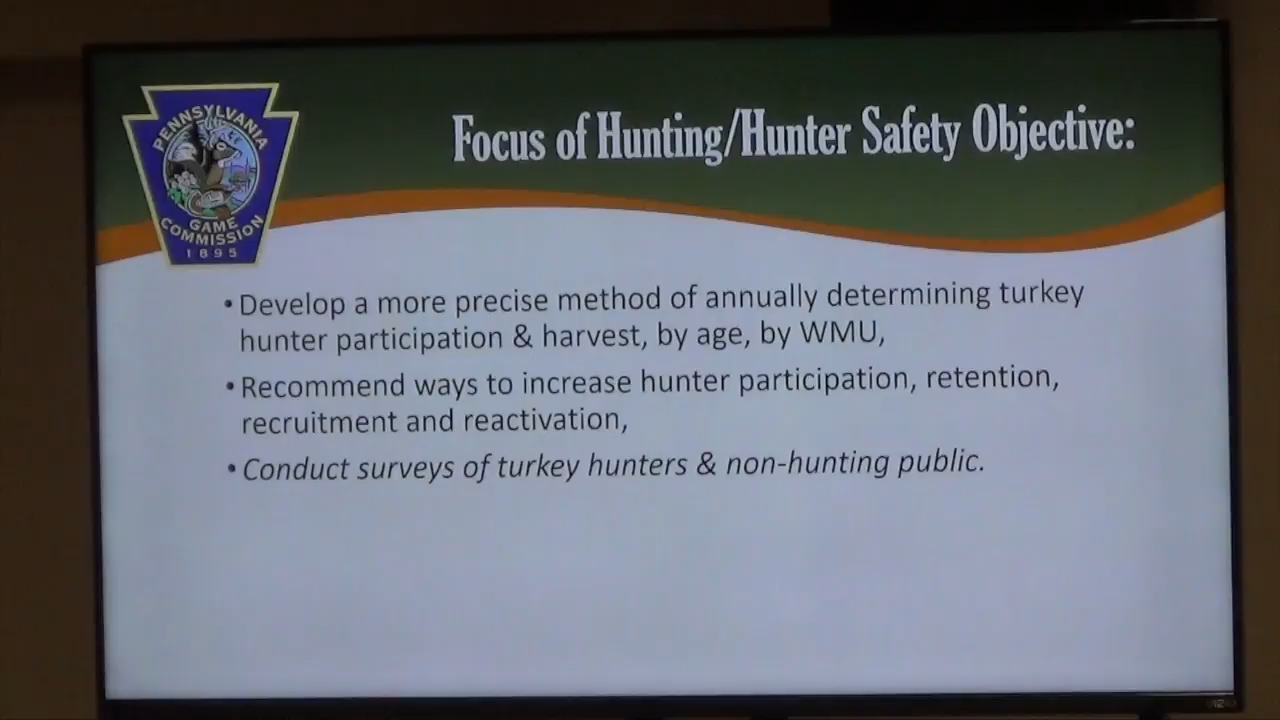 PENNSYLVANIA
GAME
COMMISSION
1895
Focus of Hunting/Hunter Safety Objective:
• Develop a more precise method of annually determining turkey
hunter participation & harvest, by age, by WMU,
• Recommend ways to increase hunter participation, retention,
recruitment and reactivation,
• Conduct surveys of turkey hunters & non-hunting public.
VIZIO